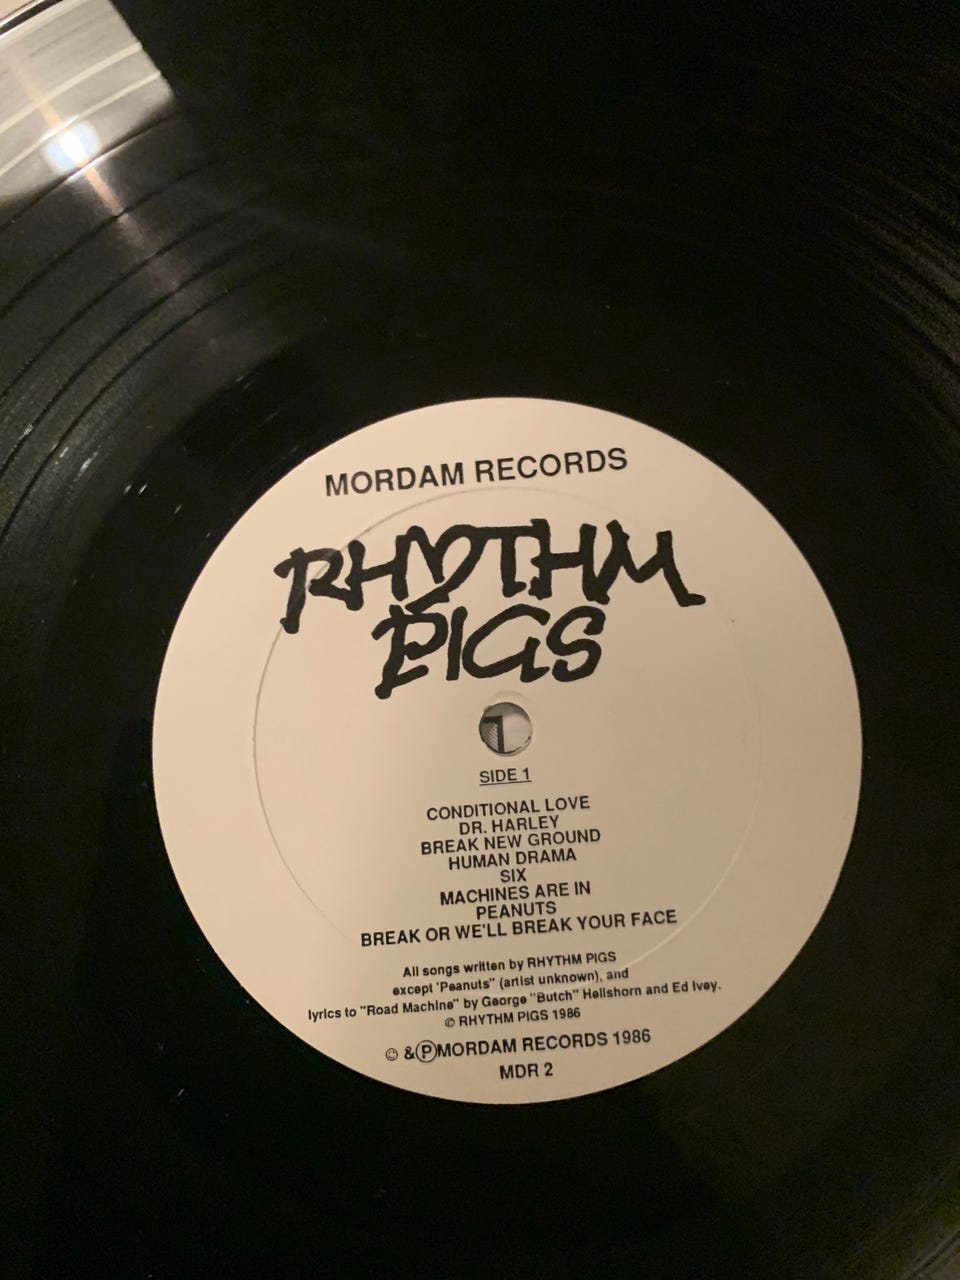 MORDAM RECORDS
RHYTHM
PIGS
SIDE 1
CONDITIONAL LOVE
DR. HARLEY
BREAK NEW GROUND
HUMAN DRAMA
SIX
MACHINES ARE IN
PEANUTS
BREAK OR WE'LL BREAK YOUR FACE
All songs written by RHYTHM PIGS
except 'Peanuts" (artist unknown), and
lyrics to "Road Machine" by George "Butch" Hellshorn and Ed Ivey.
© RHYTHM PIGS 1986
© &ⓅMORDAM RECORDS 1986
MDR 2